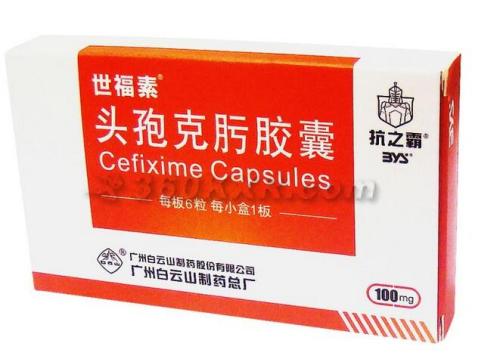 世福素®
头孢克肟胶囊
Cefixime Capsules
每板6粒 每小盒1板
360KXR.com
广州白云山制药股份有限公司
广州白云山制药总厂
抗之霸®
BYS®
100mg